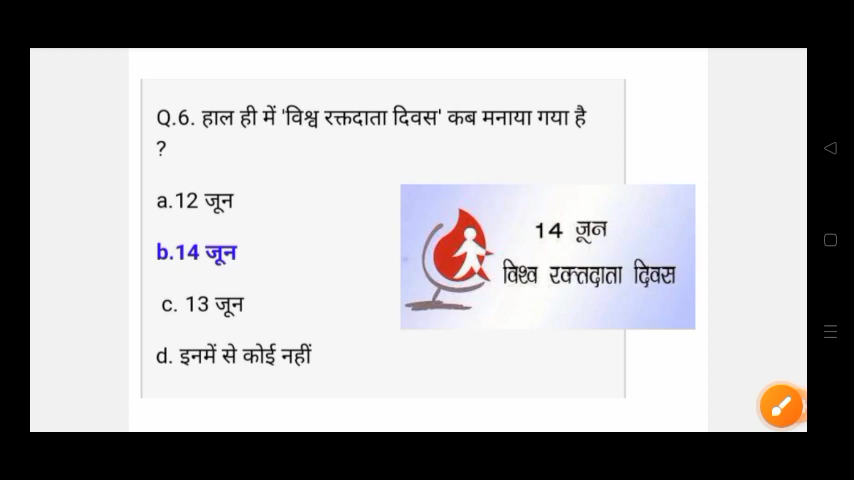 Q.6. हाल ही में 'विश्व रक्तदाता दिवस' कब मनाया गया है
?
a.12 जून
b.14 जून
c. 13 जून
d. इनमें से कोई नहीं
14 जून
विश्व रक्तदाता दिवस